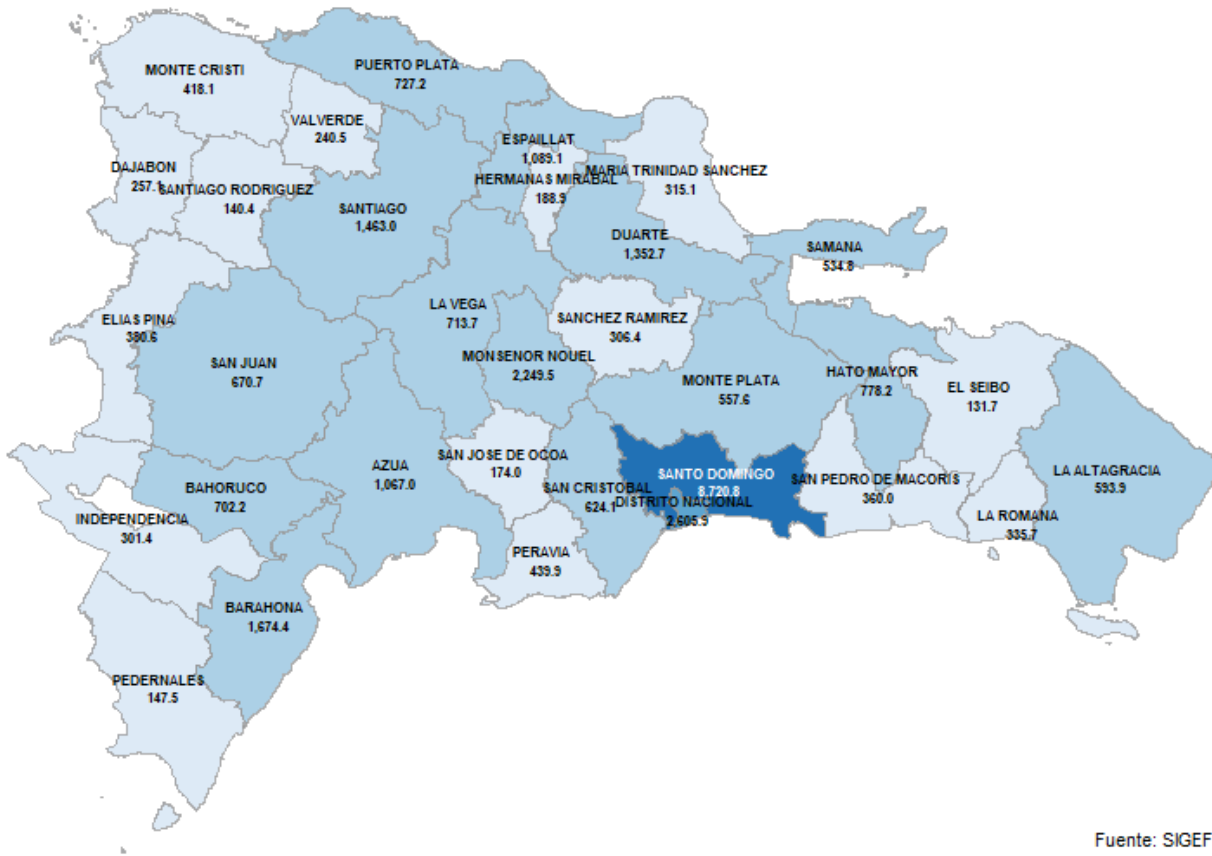 PUERTO PLATA
727.2
MONTE CRISTI
418.1
VALVERDE
240.5
ESPAILLAT
1,089.1
DAJABON
257.1
MARIA TRINIDAD SANCHEZ
315.1
HERMANAS MIRABAL
188.9
SANTIAGO RODRIGUEZ
140.4
SANTIAGO
1,463.0
DUARTE
1,352.7
SAMANA
534.8
LA VEGA
713.7
ELIAS PINA
380.6
SANCHEZ RAMIREZ
306.4
SAN JUAN
670.7
MONSENOR NOUEL
2,249.5
MONTE PLATA
557.6
HATO MAYOR
778.2
EL SEIBO
131.7
SAN JOSE DE OCOA
174.0
AZUA
1,067.0
SANTO DOMINGO
8,720.8
LA ALTAGRACIA
593.9
SAN PEDRO DE MACORIS
360.0
BAHORUCO
702.2
SAN CRISTOBAL
624.1
DISTRITO NACIONAL
2,605.9
LA ROMANA
335.7
INDEPENDENCIA
301.4
PERAVIA
439.9
BARAHONA
1,674.4
PEDERNALES
147.5
Fuente: SIGEF